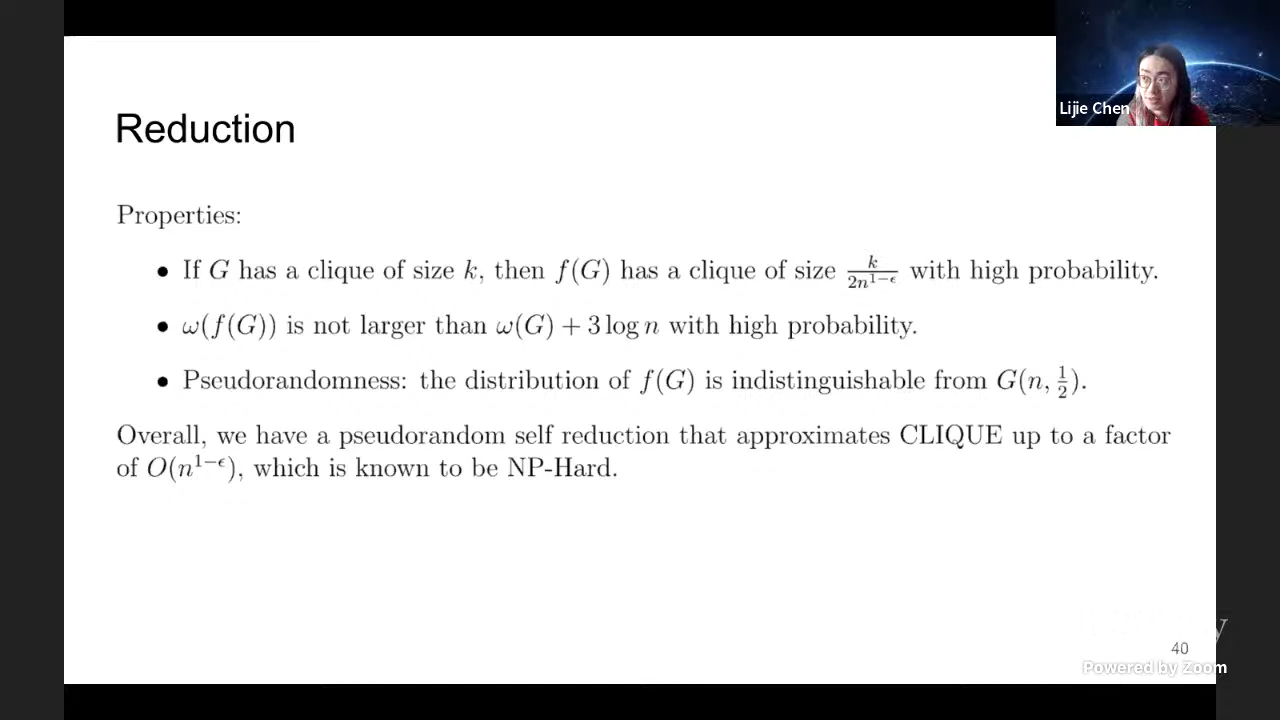 Lijie Chen
Reduction
Properties:
• If G has a clique of size k, then f(G) has a clique of size \frac{k}{2n^{1-ϵ}} with high probability.
• ω(f(G)) is not larger than ω(G) + 3 log n with high probability.
• Pseudorandomness: the distribution of f(G) is indistinguishable from G(n, \frac{1}{2}).
Overall, we have a pseudorandom self reduction that approximates CLIQUE up to a factor
of O(n^{1-ϵ}), which is known to be NP-Hard.
40
Powered by Zoom